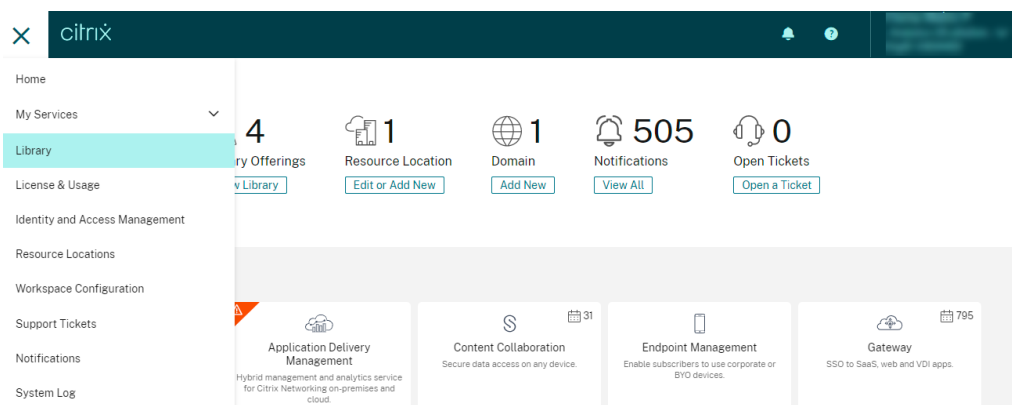 citrix
Home
My Services
Library
License & Usage
Identity and Access Management
Resource Locations
Workspace Configuration
Support Tickets
Notifications
System Log
4
ry Offerings
Library
1
Resource Location
Edit or Add New
1
Domain
Add New
505
Notifications
View All
0
Open Tickets
Open a Ticket
Application Delivery
Management
Hybrid management and analytics service
for Citrix Networking on-premises and
cloud.
31
Content Collaboration
Secure data access on any device.
Endpoint Management
Enable subscribers to use corporate or
BYO devices.
795
Gateway
SSO to SaaS, web and VDI apps.